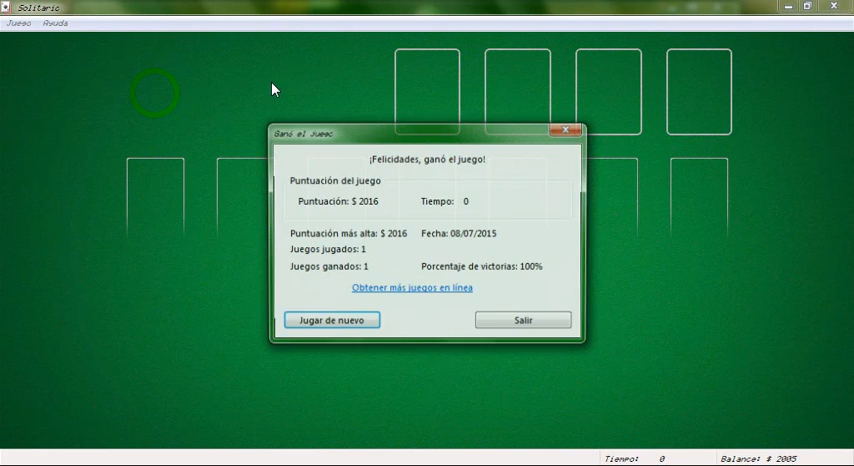 Solitario
Juego Ayuda
Ganó el Juego
¡Felicidades, ganó el juego!
Puntuación del juego
Puntuación: $ 2016 Tiempo: 0
Puntuación más alta: $ 2016 Fecha: 08/07/2015
Juegos jugados: 1
Juegos ganados: 1 Porcentaje de victorias: 100%
Obtener más juegos en línea
Jugar de nuevo Salir
Tiempo: 0 Balance: $ 2005